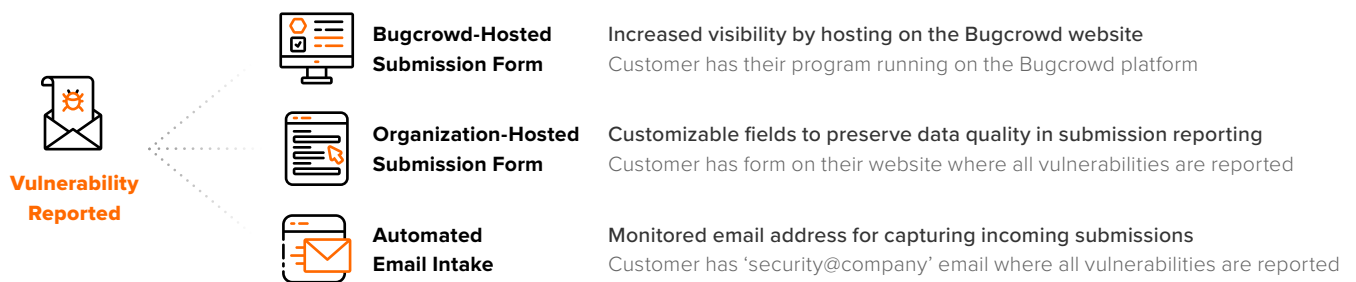 Vulnerability
Reported
Bugcrowd-Hosted
Submission Form
Increased visibility by hosting on the Bugcrowd website
Customer has their program running on the Bugcrowd platform
Organization-Hosted
Submission Form
Customizable fields to preserve data quality in submission reporting
Customer has form on their website where all vulnerabilities are reported
Automated
Email Intake
Monitored email address for capturing incoming submissions
Customer has ‘security@company’ email where all vulnerabilities are reported